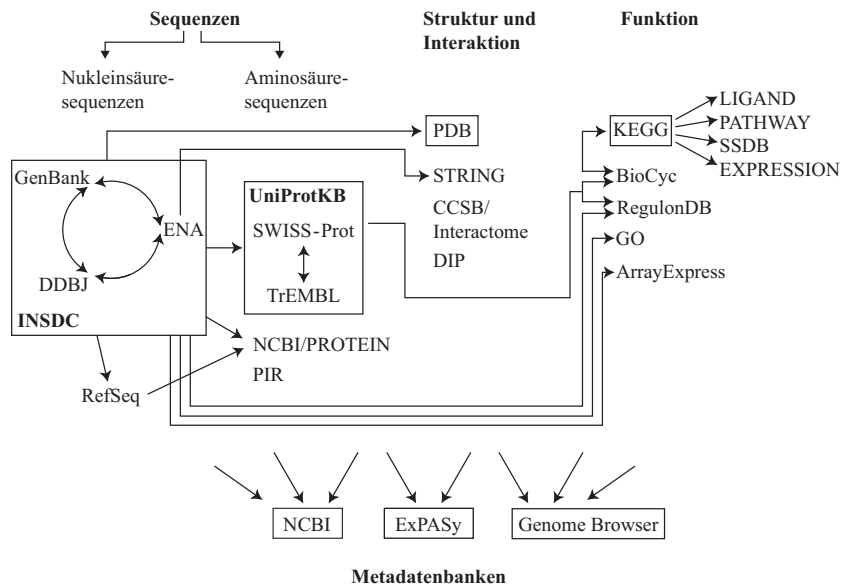 Sequenzen
Struktur und
Interaktion
Funktion
Nukleinsäure-
sequenzen
Aminosäure-
sequenzen
PDB
KEGG
LIGAND
PATHWAY
SSDB
EXPRESSION
GenBank
ENA
DDBJ
INSDC
UniProtKB
SWISS-Prot
TrEMBL
STRING
CCSB/
Interactome
DIP
BioCyc
RegulonDB
GO
ArrayExpress
NCBI/PROTEIN
PIR
RefSeq
NCBI
ExPASy
Genome Browser
Metadatenbanken